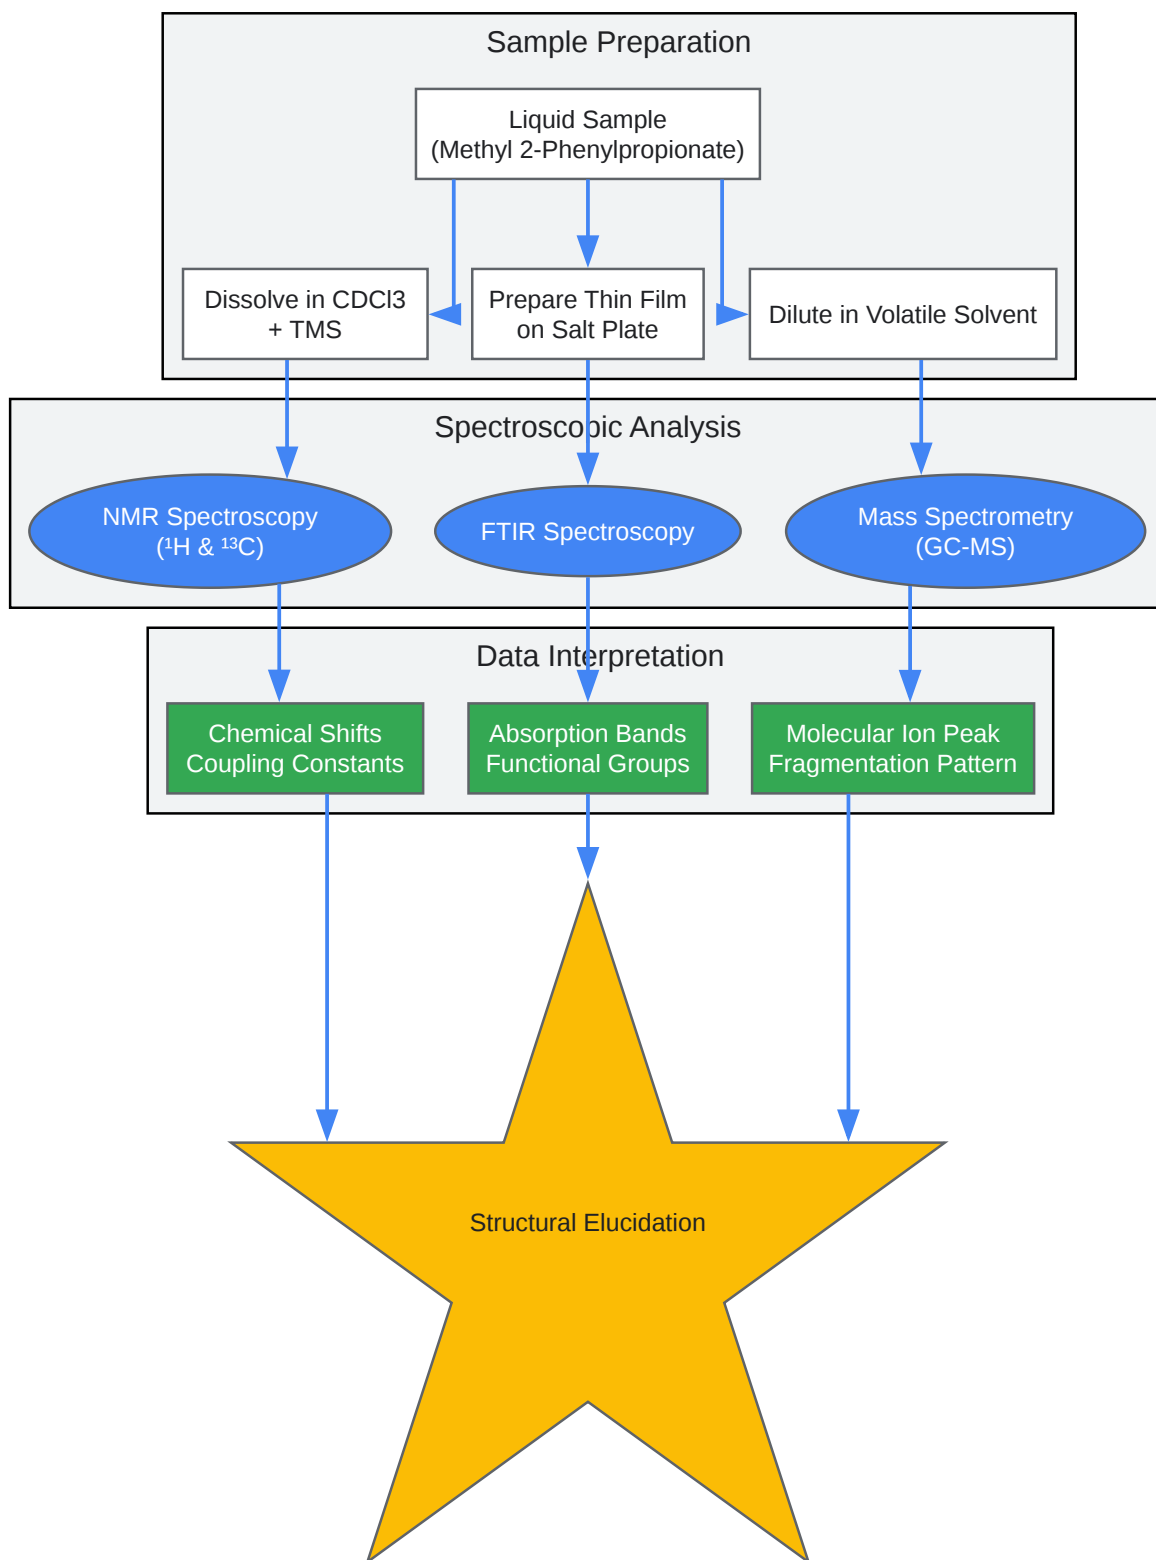 Sample Preparation
Liquid Sample
(Methyl 2-Phenylpropionate)
Dissolve in CDCl3
+ TMS
Prepare Thin Film
on Salt Plate
Dilute in Volatile Solvent
Spectroscopic Analysis
NMR Spectroscopy
(¹H & ¹³C)
FTIR Spectroscopy
Mass Spectrometry
(GC-MS)
Data Interpretation
Chemical Shifts
Coupling Constants
Absorption Bands
Functional Groups
Molecular Ion Peak
Fragmentation Pattern
Structural Elucidation